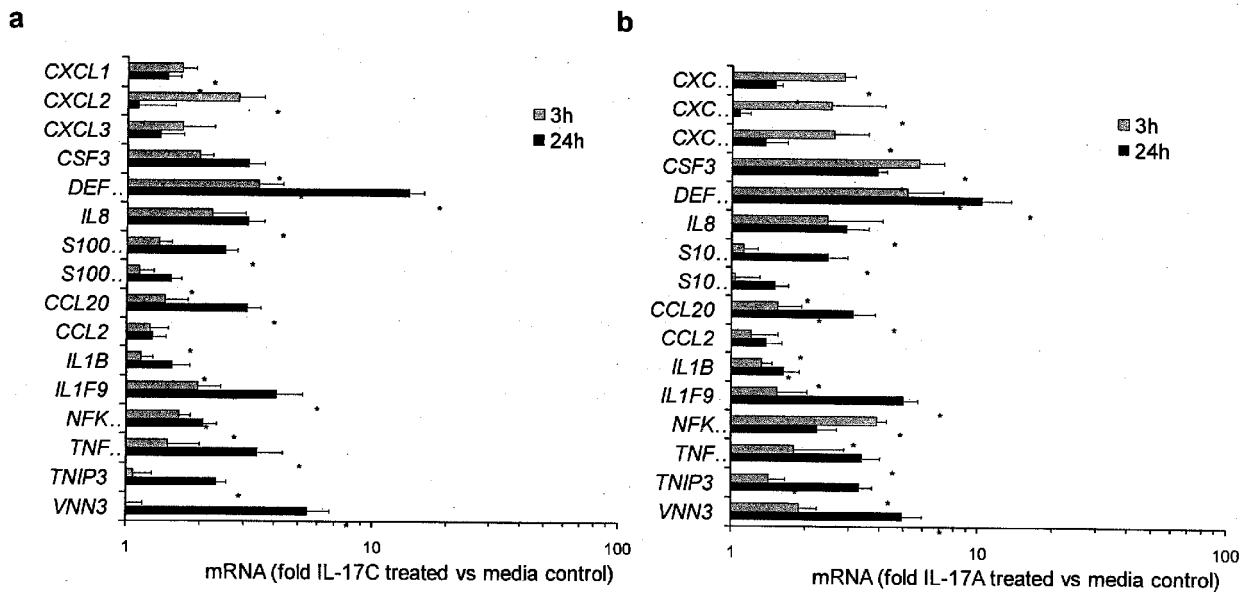 a
CXCL1
CXCL2
CXCL3
CSF3
DEF..
IL8
S100..
S100..
CCL20
CCL2
IL1B
IL1F9
NFK..
TNF..
TNIP3
VNN3
3h
24h
1 10 100
mRNA (fold IL-17C treated vs media control)
b
CXC..
CXC..
CXC..
CSF3
DEF..
IL8
S10..
S10..
CCL20
CCL2
IL1B
IL1F9
NFK..
TNF..
TNIP3
VNN3
3h
24h
1 10 100
mRNA (fold IL-17A treated vs media control)